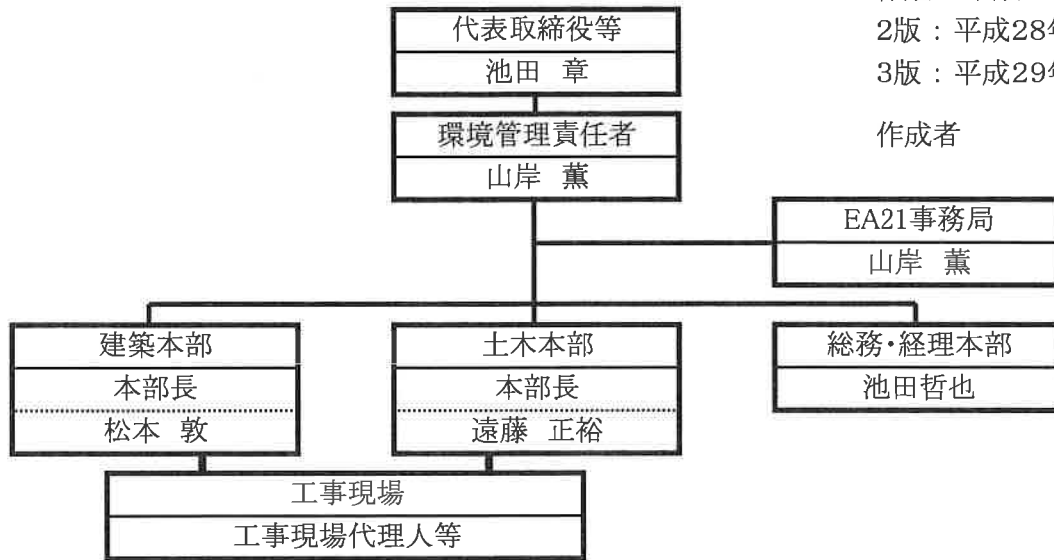 代表取締役等
池田 章
2版：平成28年
3版：平成29年
作成者
環境管理責任者
山岸 薫
EA21事務局
山岸 薫
建築本部
本部長
松本 敦
土木本部
本部長
遠藤 正裕
総務・経理本部
池田哲也
工事現場
工事現場代理人等